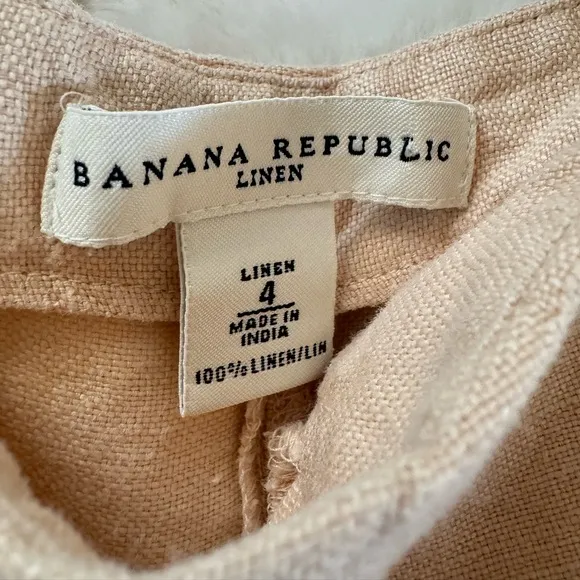 BANANA REPUBLIC
LINEN
LINEN
4
MADE IN
INDIA
100% LINEN/LIN